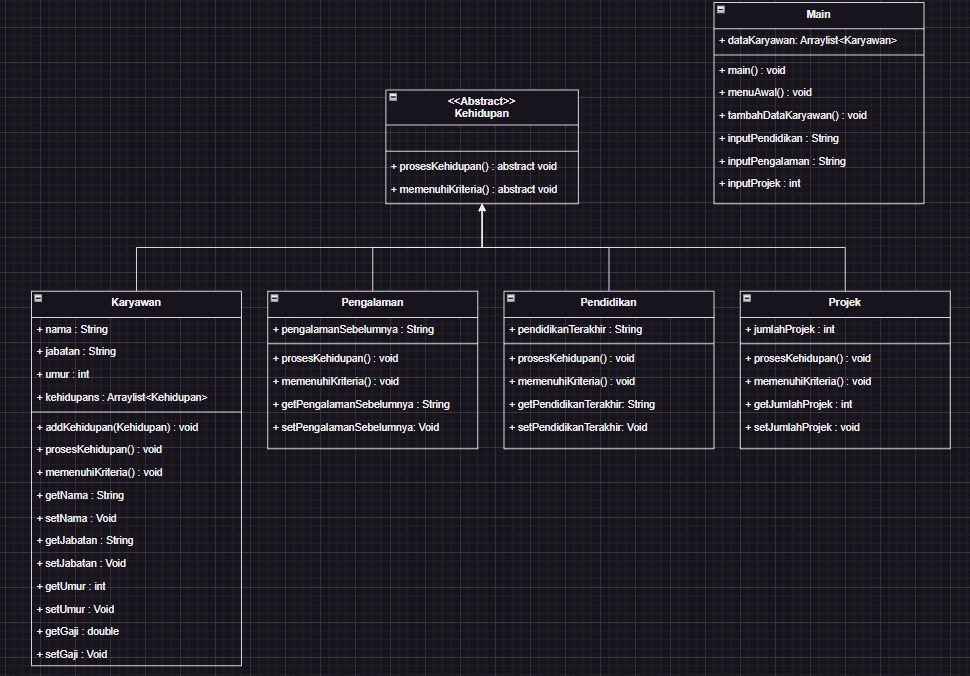 Main
+ dataKaryawan: Arraylist<Karyawan>
+ main() : void
+ menuAwal() : void
+ tambahDataKaryawan() : void
+ inputPendidikan : String
+ inputPengalaman : String
+ inputProjek : int
<<Abstract>>
Kehidupan
+ prosesKehidupan() : abstract void
+ memenuhiKriteria() : abstract void
Karyawan
+ nama : String
+ jabatan : String
+ umur : int
+ kehidupans : Arraylist<Kehidupan>
+ addKehidupan(Kehidupan) : void
+ prosesKehidupan() : void
+ memenuhiKriteria() : void
+ getNama : String
+ setNama : Void
+ getJabatan : String
+ setJabatan : Void
+ getUmur : int
+ setUmur : Void
+ getGaji : double
+ setGaji : Void
Pengalaman
+ pengalamanSebelumnya : String
+ prosesKehidupan() : void
+ memenuhiKriteria() : void
+ getPengalamanSebelumnya : String
+ setPengalamanSebelumnya: Void
Pendidikan
+ pendidikanTerakhir : String
+ prosesKehidupan() : void
+ memenuhiKriteria() : void
+ getPendidikanTerakhir: String
+ setPendidikanTerakhir: Void
Projek
+ jumlahProjek : int
+ prosesKehidupan() : void
+ memenuhiKriteria() : void
+ getJumlahProjek : int
+ setJumlahProjek : void